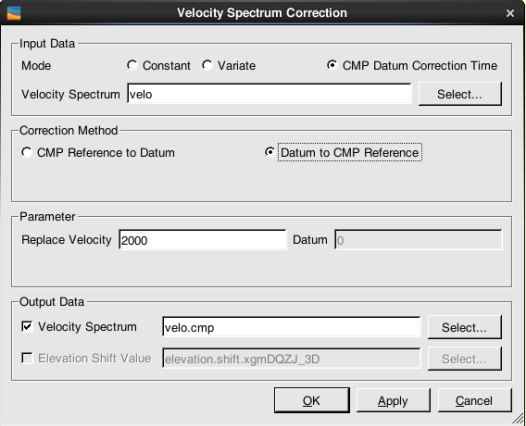 Velocity Spectrum Correction
Input Data
Mode Constant Variate CMP Datum Correction Time
Velocity Spectrum velo Select...
Correction Method
CMP Reference to Datum Datum to CMP Reference
Parameter
Replace Velocity 2000 Datum 0
Output Data
Velocity Spectrum velo.cmp Select...
Elevation Shift Value elevation.shift.xgmDQZJ_3D Select...
OK Apply Cancel